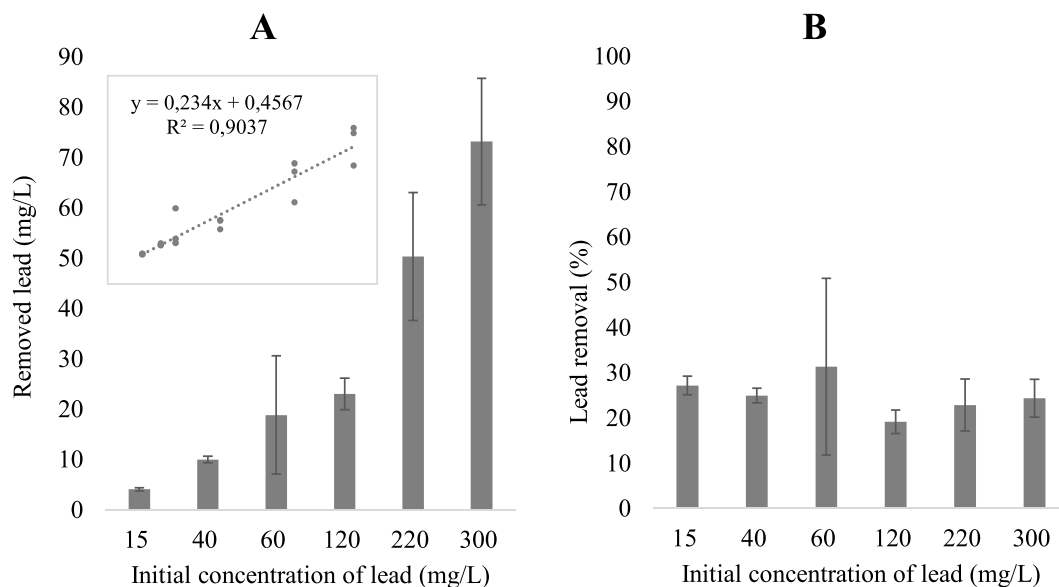 A
90
80
70
60
50
40
30
20
10
0
Removed lead (mg/L)
y = 0,234x + 0,4567
R² = 0,9037
15 40 60 120 220 300
Initial concentration of lead (mg/L)
B
100
90
80
70
60
50
40
30
20
10
0
Lead removal (%)
15 40 60 120 220 300
Initial concentration of lead (mg/L)